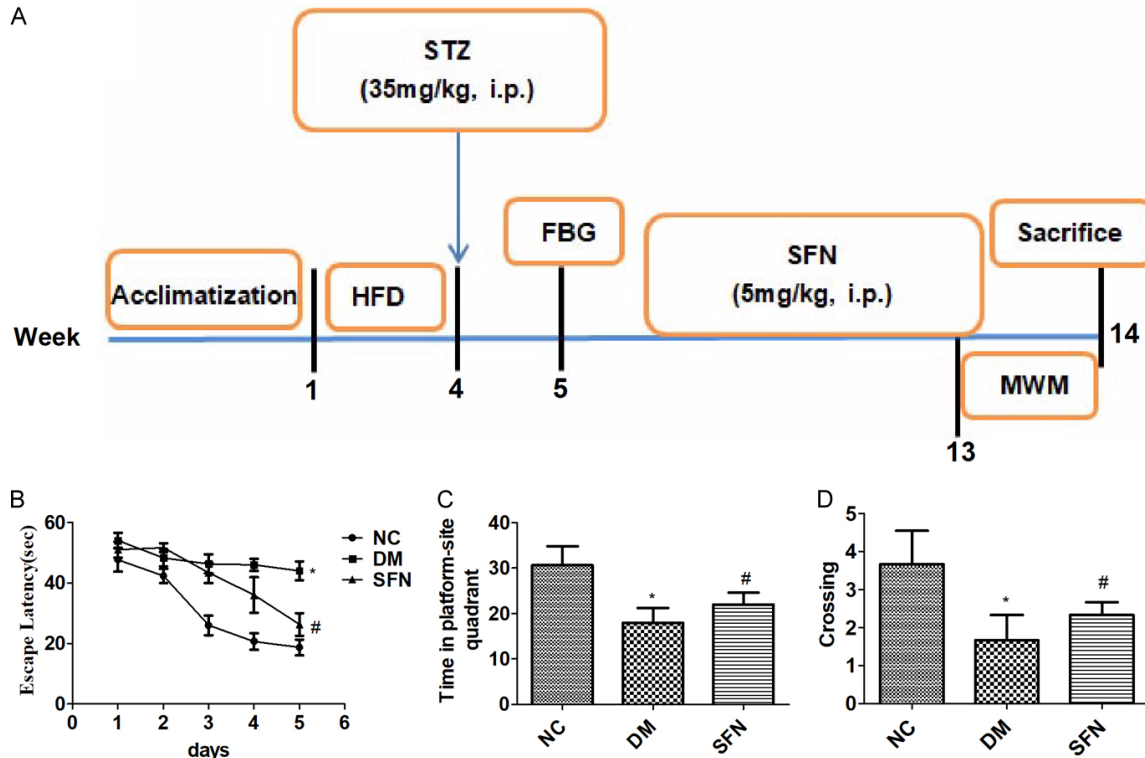 A
STZ
(35mg/kg, i.p.)
Acclimatization
HFD
FBG
SFN
(5mg/kg, i.p.)
Sacrifice
Week
1
4
5
13
MWM
14
B
Escape Latency(sec)
60
40
20
0
0 1 2 3 4 5 6
days
NC
DM
SFN
*
#
C
Time in platform-site
quadrant
40
30
20
10
0
*
#
NC DM SFN
D
Crossing
5
4
3
2
1
0
*
#
NC DM SFN